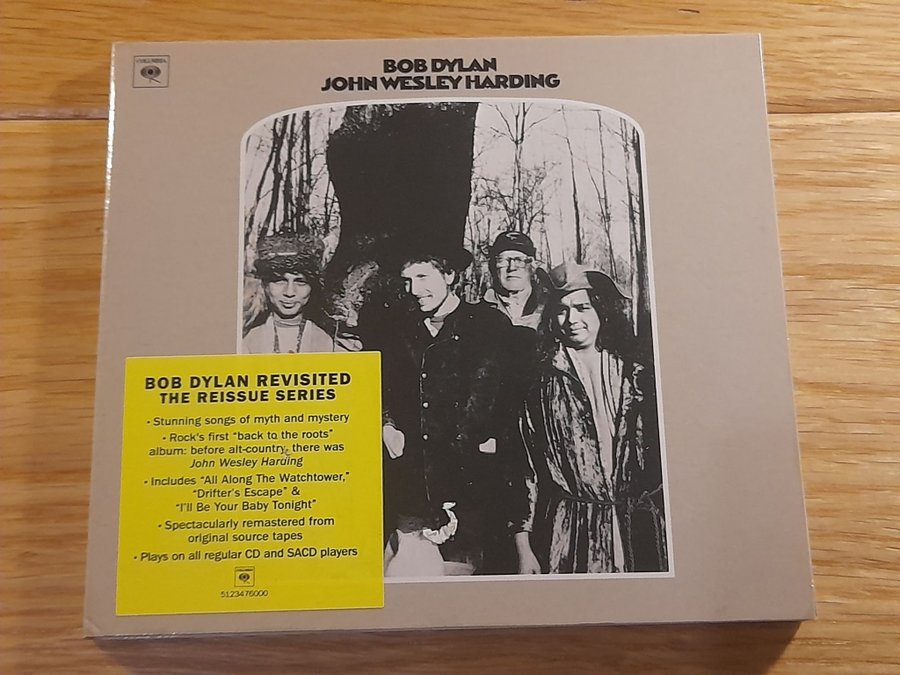 COLUMBIA
BOB DYLAN
JOHN WESLEY HARDING
BOB DYLAN REVISITED
THE REISSUE SERIES
• Stunning songs of myth and mystery
• Rock's first "back to the roots"
album: before alt-country, there was
John Wesley Harding
• Includes "All Along The Watchtower,"
"Drifter's Escape" &
"I'll Be Your Baby Tonight"
• Spectacularly remastered from
original source tapes
• Plays on all regular CD and SACD players
COLUMBIA
5123476000